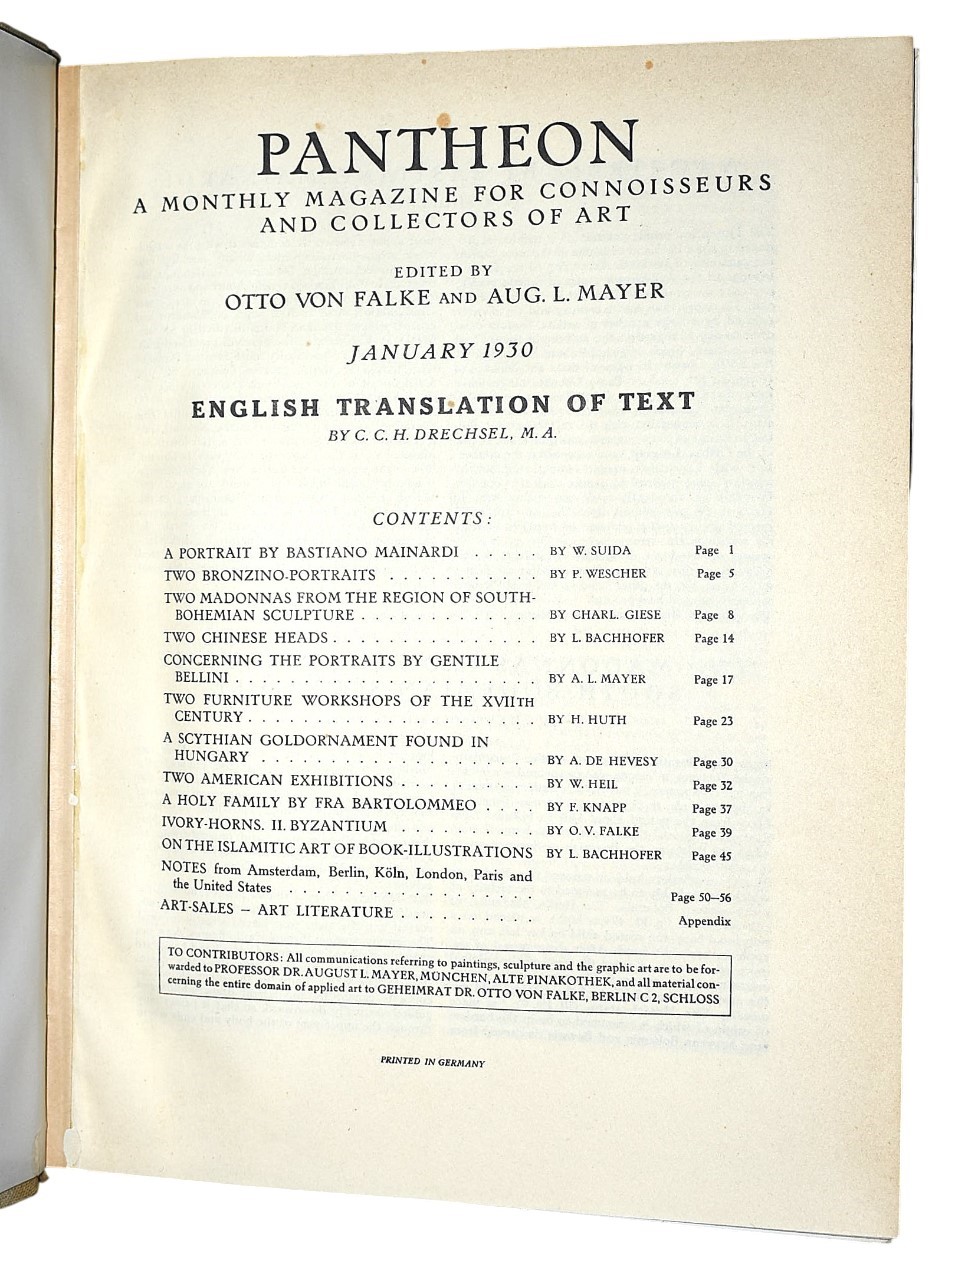 PANTHEON
A MONTHLY MAGAZINE FOR CONNOISSEURS
AND COLLECTORS OF ART
EDITED BY
OTTO VON FALKE AND AUG. L. MAYER
JANUARY 1930
ENGLISH TRANSLATION OF TEXT
BY C. C. H. DRECHSEL, M. A.
CONTENTS:
A PORTRAIT BY BASTIANO MAINARDI . . . . . BY W. SUIDA Page 1
TWO BRONZINO-PORTRAITS . . . . . . . . . . . BY P. WESCHER Page 5
TWO MADONNAS FROM THE REGION OF SOUTH-
BOHEMIAN SCULPTURE . . . . . . . . . . . . . BY CHARL. GIESE Page 8
TWO CHINESE HEADS . . . . . . . . . . . . . . . BY L. BACHHOFER Page 14
CONCERNING THE PORTRAITS BY GENTILE
BELLINI . . . . . . . . . . . . . . . . . . . . . . BY A. L. MAYER Page 17
TWO FURNITURE WORKSHOPS OF THE XVIITH
CENTURY . . . . . . . . . . . . . . . . . . . . . BY H. HUTH Page 23
A SCYTHIAN GOLDORNAMENT FOUND IN
HUNGARY . . . . . . . . . . . . . . . . . . . . BY A. DE HEVESY Page 30
TWO AMERICAN EXHIBITIONS . . . . . . . . . . BY W. HEIL Page 32
A HOLY FAMILY BY FRA BARTOLOMMEO . . . . BY F. KNAPP Page 37
IVORY-HORNS. II. BYZANTIUM . . . . . . . . . . BY O. V. FALKE Page 39
ON THE ISLAMITIC ART OF BOOK-ILLUSTRATIONS BY L. BACHHOFER Page 45
NOTES from Amsterdam, Berlin, Köln, London, Paris and
the United States . . . . . . . . . . . . . . . . . . Page 50—56
ART-SALES — ART LITERATURE . . . . . . . . . . Appendix
TO CONTRIBUTORS: All communications referring to paintings, sculpture and the graphic art are to be for-
warded to PROFESSOR DR. AUGUST L. MAYER, MÜNCHEN, ALTE PINAKOTHEK, and all material con-
cerning the entire domain of applied art to GEHEIMRAT DR. OTTO VON FALKE, BERLIN C 2, SCHLOSS
PRINTED IN GERMANY